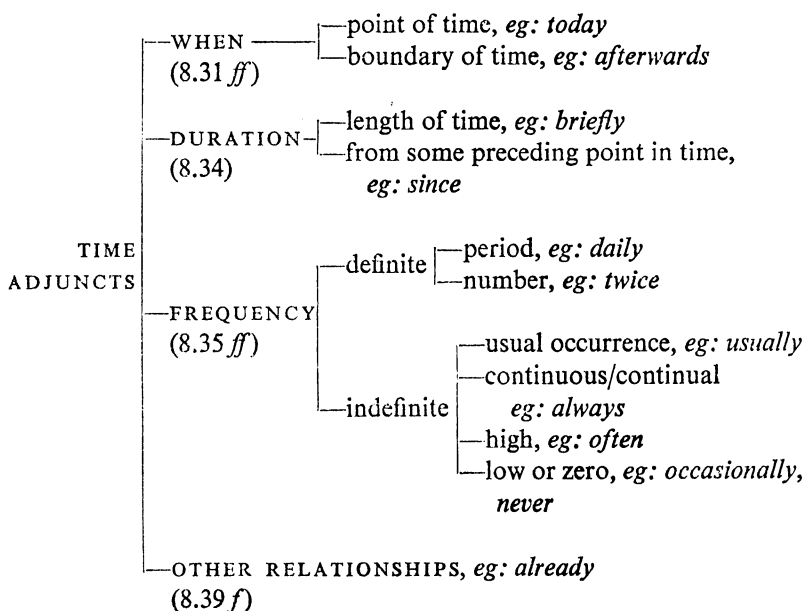 WHEN
point of time, eg: today
boundary of time, eg: afterwards
(8.31 ff)
DURATION
length of time, eg: briefly
from some preceding point in time,
eg: since
(8.34)
TIME
ADJUNCTS
FREQUENCY
(8.35 ff)
definite
period, eg: daily
number, eg: twice
indefinite
usual occurrence, eg: usually
continuous/continual
eg: always
high, eg: often
low or zero, eg: occasionally,
never
OTHER RELATIONSHIPS, eg: already
(8.39 f)